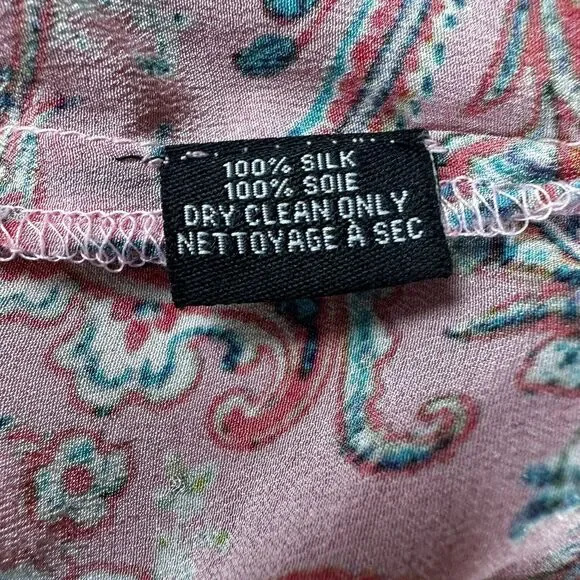 100% SILK
100% SOIE
DRY CLEAN ONLY
NETTOYAGE À SEC